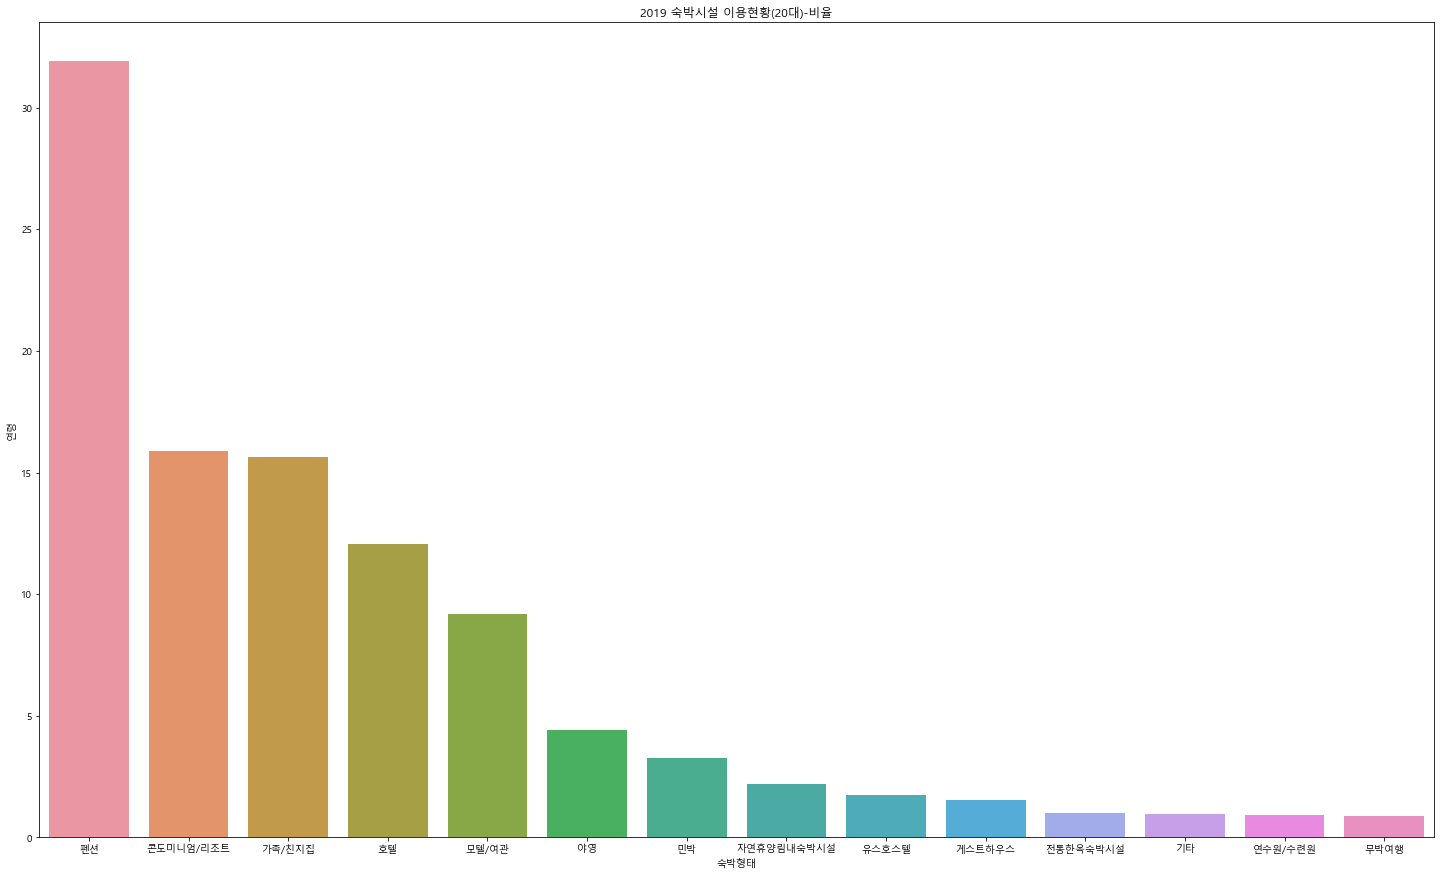 2019 숙박시설 이용현황(20대)-비율
연령
30
25
20
15
10
5
0
펜션 콘도미니엄/리조트 가족/친지집 호텔 모텔/여관 야영 민박 자연휴양림내숙박시설 유스호스텔 게스트하우스 전통한옥숙박시설 기타 연수원/수련원 무박여행
숙박형태